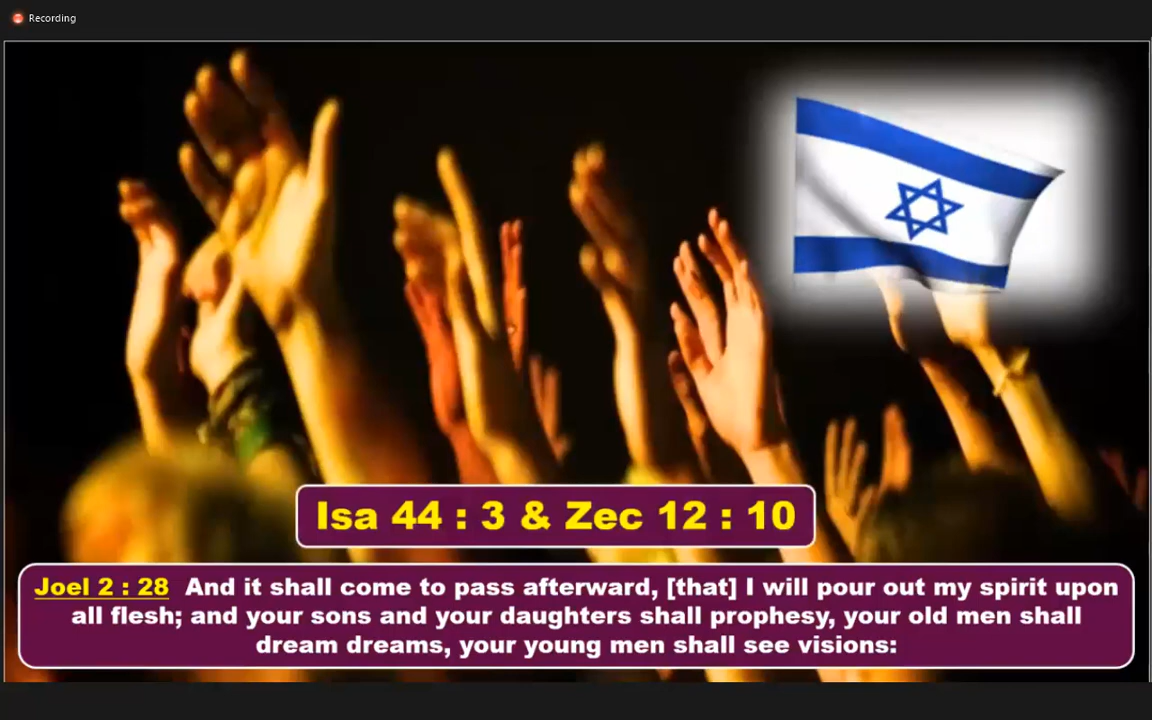 Recording
Isa 44 : 3 & Zec 12 : 10
Joel 2 : 28 And it shall come to pass afterward, [that] I will pour out my spirit upon
all flesh; and your sons and your daughters shall prophesy, your old men shall
dream dreams, your young men shall see visions: